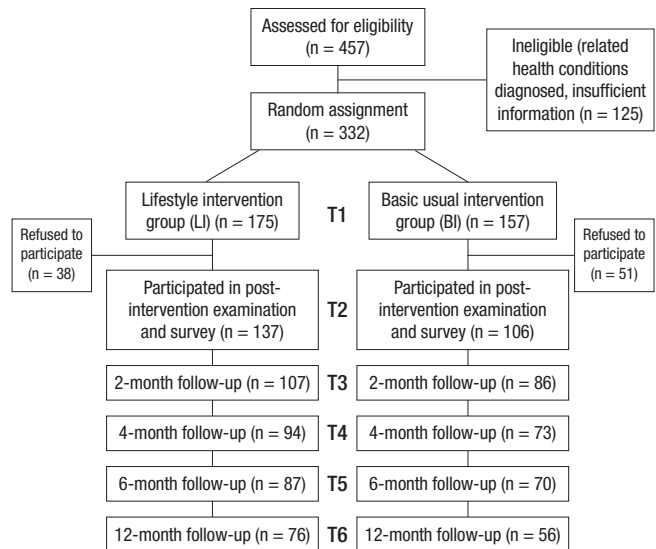 Assessed for eligibility
(n = 457)
Ineligible (related
health conditions
diagnosed, insufficient
information (n = 125)
Random assignment
(n = 332)
Lifestyle intervention
group (LI) (n = 175)
T1
Basic usual intervention
group (BI) (n = 157)
Refused to
participate
(n = 38)
Refused to
participate
(n = 51)
Participated in post-
intervention examination
and survey (n = 137)
T2
Participated in post-
intervention examination
and survey (n = 106)
2-month follow-up (n = 107)
T3
2-month follow-up (n = 86)
4-month follow-up (n = 94)
T4
4-month follow-up (n = 73)
6-month follow-up (n = 87)
T5
6-month follow-up (n = 70)
12-month follow-up (n = 76)
T6
12-month follow-up (n = 56)